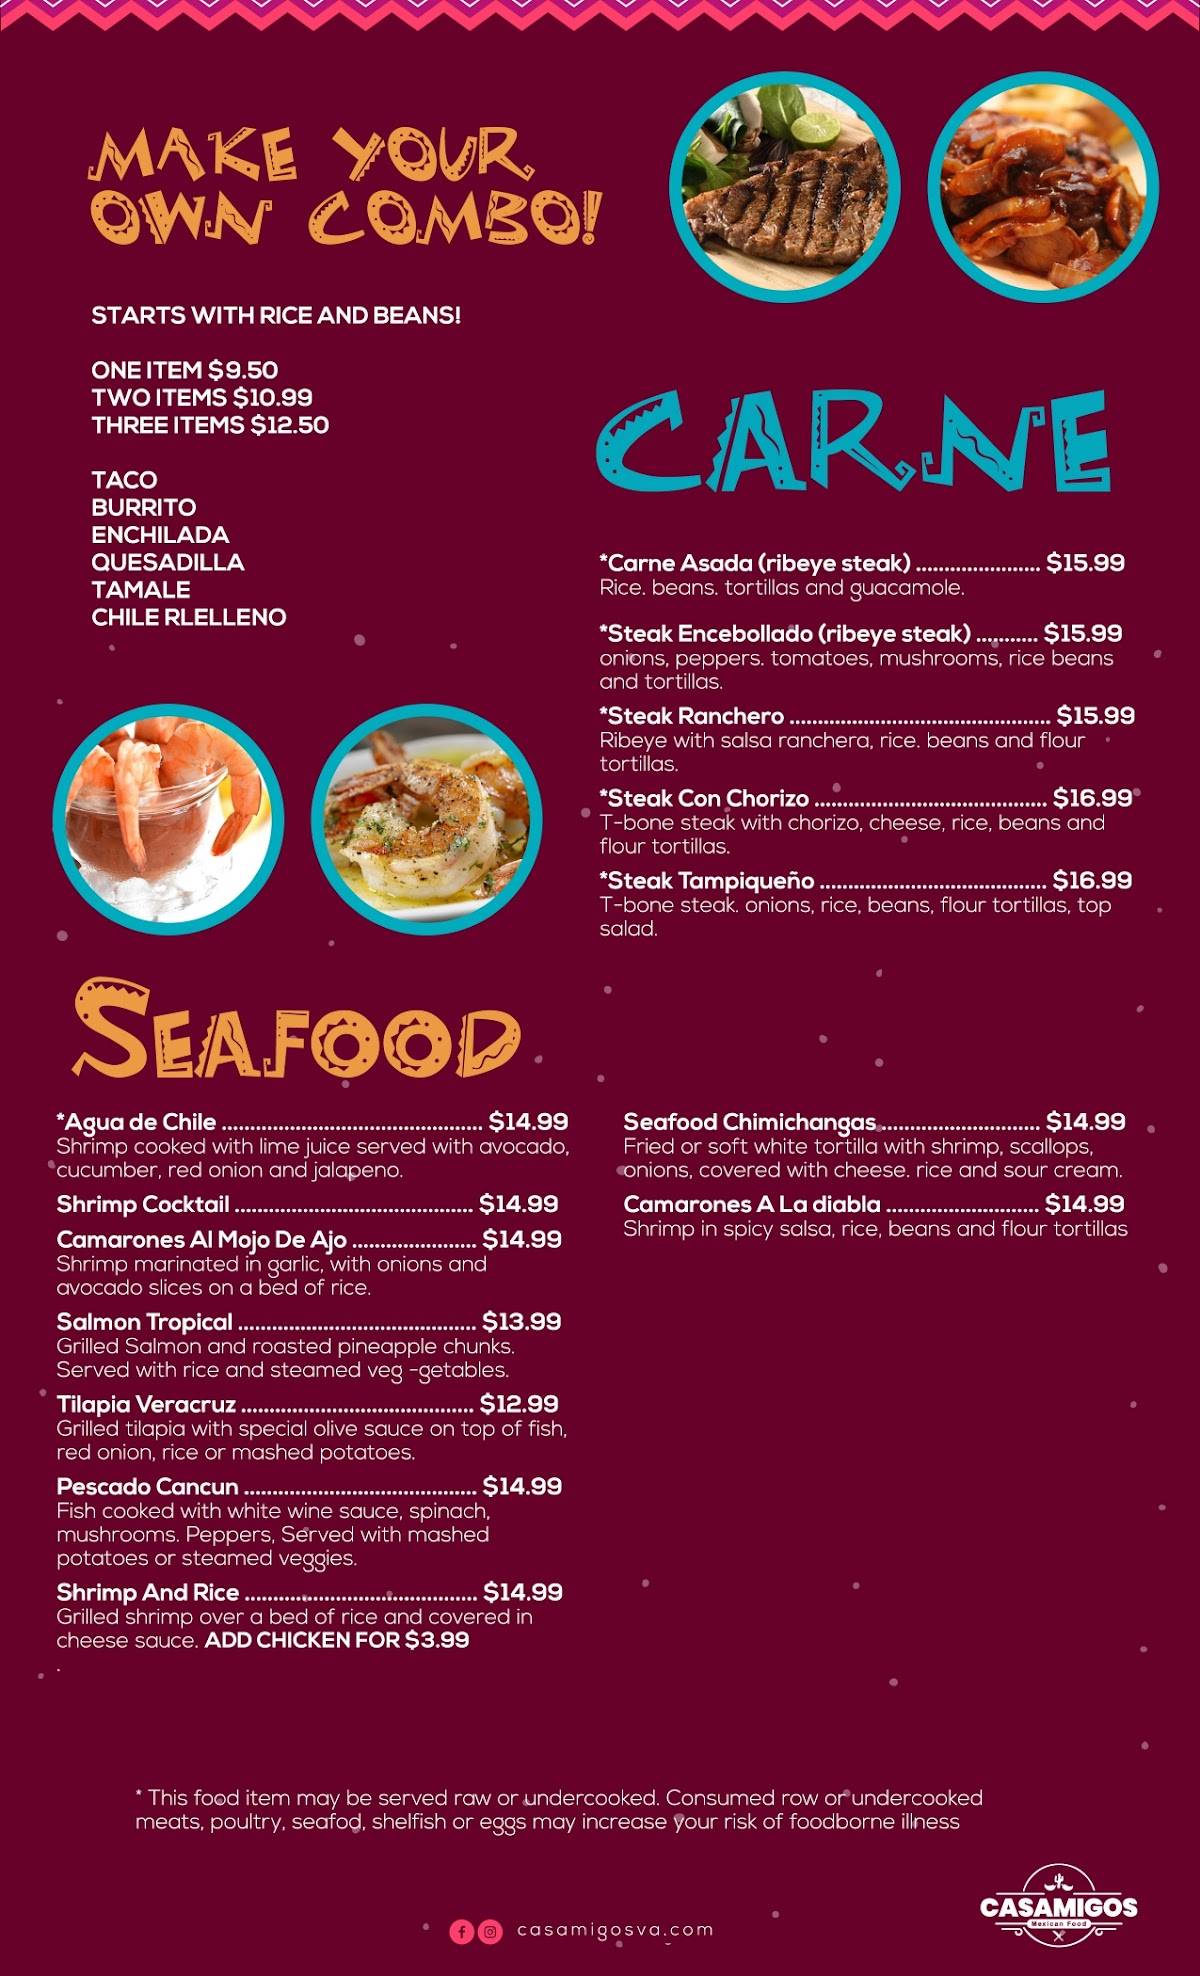 MAKE YOUR
OWN COMBO!
STARTS WITH RICE AND BEANS!
ONE ITEM $9.50
TWO ITEMS $10.99
THREE ITEMS $12.50
TACO
BURRITO
ENCHILADA
QUESADILLA
TAMALE
CHILE RLELLENO
CARNE
*Carne Asada (ribeye steak) ...................... $15.99
Rice. beans. tortillas and guacamole.
*Steak Encebollado (ribeye steak) ........... $15.99
onions, peppers. tomatoes, mushrooms, rice beans
and tortillas.
*Steak Ranchero .............................................. $15.99
Ribeye with salsa ranchera, rice. beans and flour
tortillas.
*Steak Con Chorizo ......................................... $16.99
T-bone steak with chorizo, cheese, rice, beans and
flour tortillas.
*Steak Tampiqueño ........................................ $16.99
T-bone steak. onions, rice, beans, flour tortillas, top
salad.
SEAFOOD
*Agua de Chile .............................................. $14.99
Shrimp cooked with lime juice served with avocado,
cucumber, red onion and jalapeno.
Shrimp Cocktail .......................................... $14.99
Camarones Al Mojo De Ajo ...................... $14.99
Shrimp marinated in garlic, with onions and
avocado slices on a bed of rice.
Salmon Tropical .......................................... $13.99
Grilled Salmon and roasted pineapple chunks.
Served with rice and steamed veg -getables.
Tilapia Veracruz ......................................... $12.99
Grilled tilapia with special olive sauce on top of fish,
red onion, rice or mashed potatoes.
Pescado Cancun ......................................... $14.99
Fish cooked with white wine sauce, spinach,
mushrooms. Peppers, Served with mashed
potatoes or steamed veggies.
Shrimp And Rice ......................................... $14.99
Grilled shrimp over a bed of rice and covered in
cheese sauce. ADD CHICKEN FOR $3.99
.
Seafood Chimichangas............................ $14.99
Fried or soft white tortilla with shrimp, scallops,
onions, covered with cheese. rice and sour cream.
Camarones A La diabla ........................... $14.99
Shrimp in spicy salsa, rice, beans and flour tortillas
* This food item may be served raw or undercooked. Consumed row or undercooked
meats, poultry, seafod, shelfish or eggs may increase your risk of foodborne illness
CASAMIGOS
Mexican Food
casamigosva.com